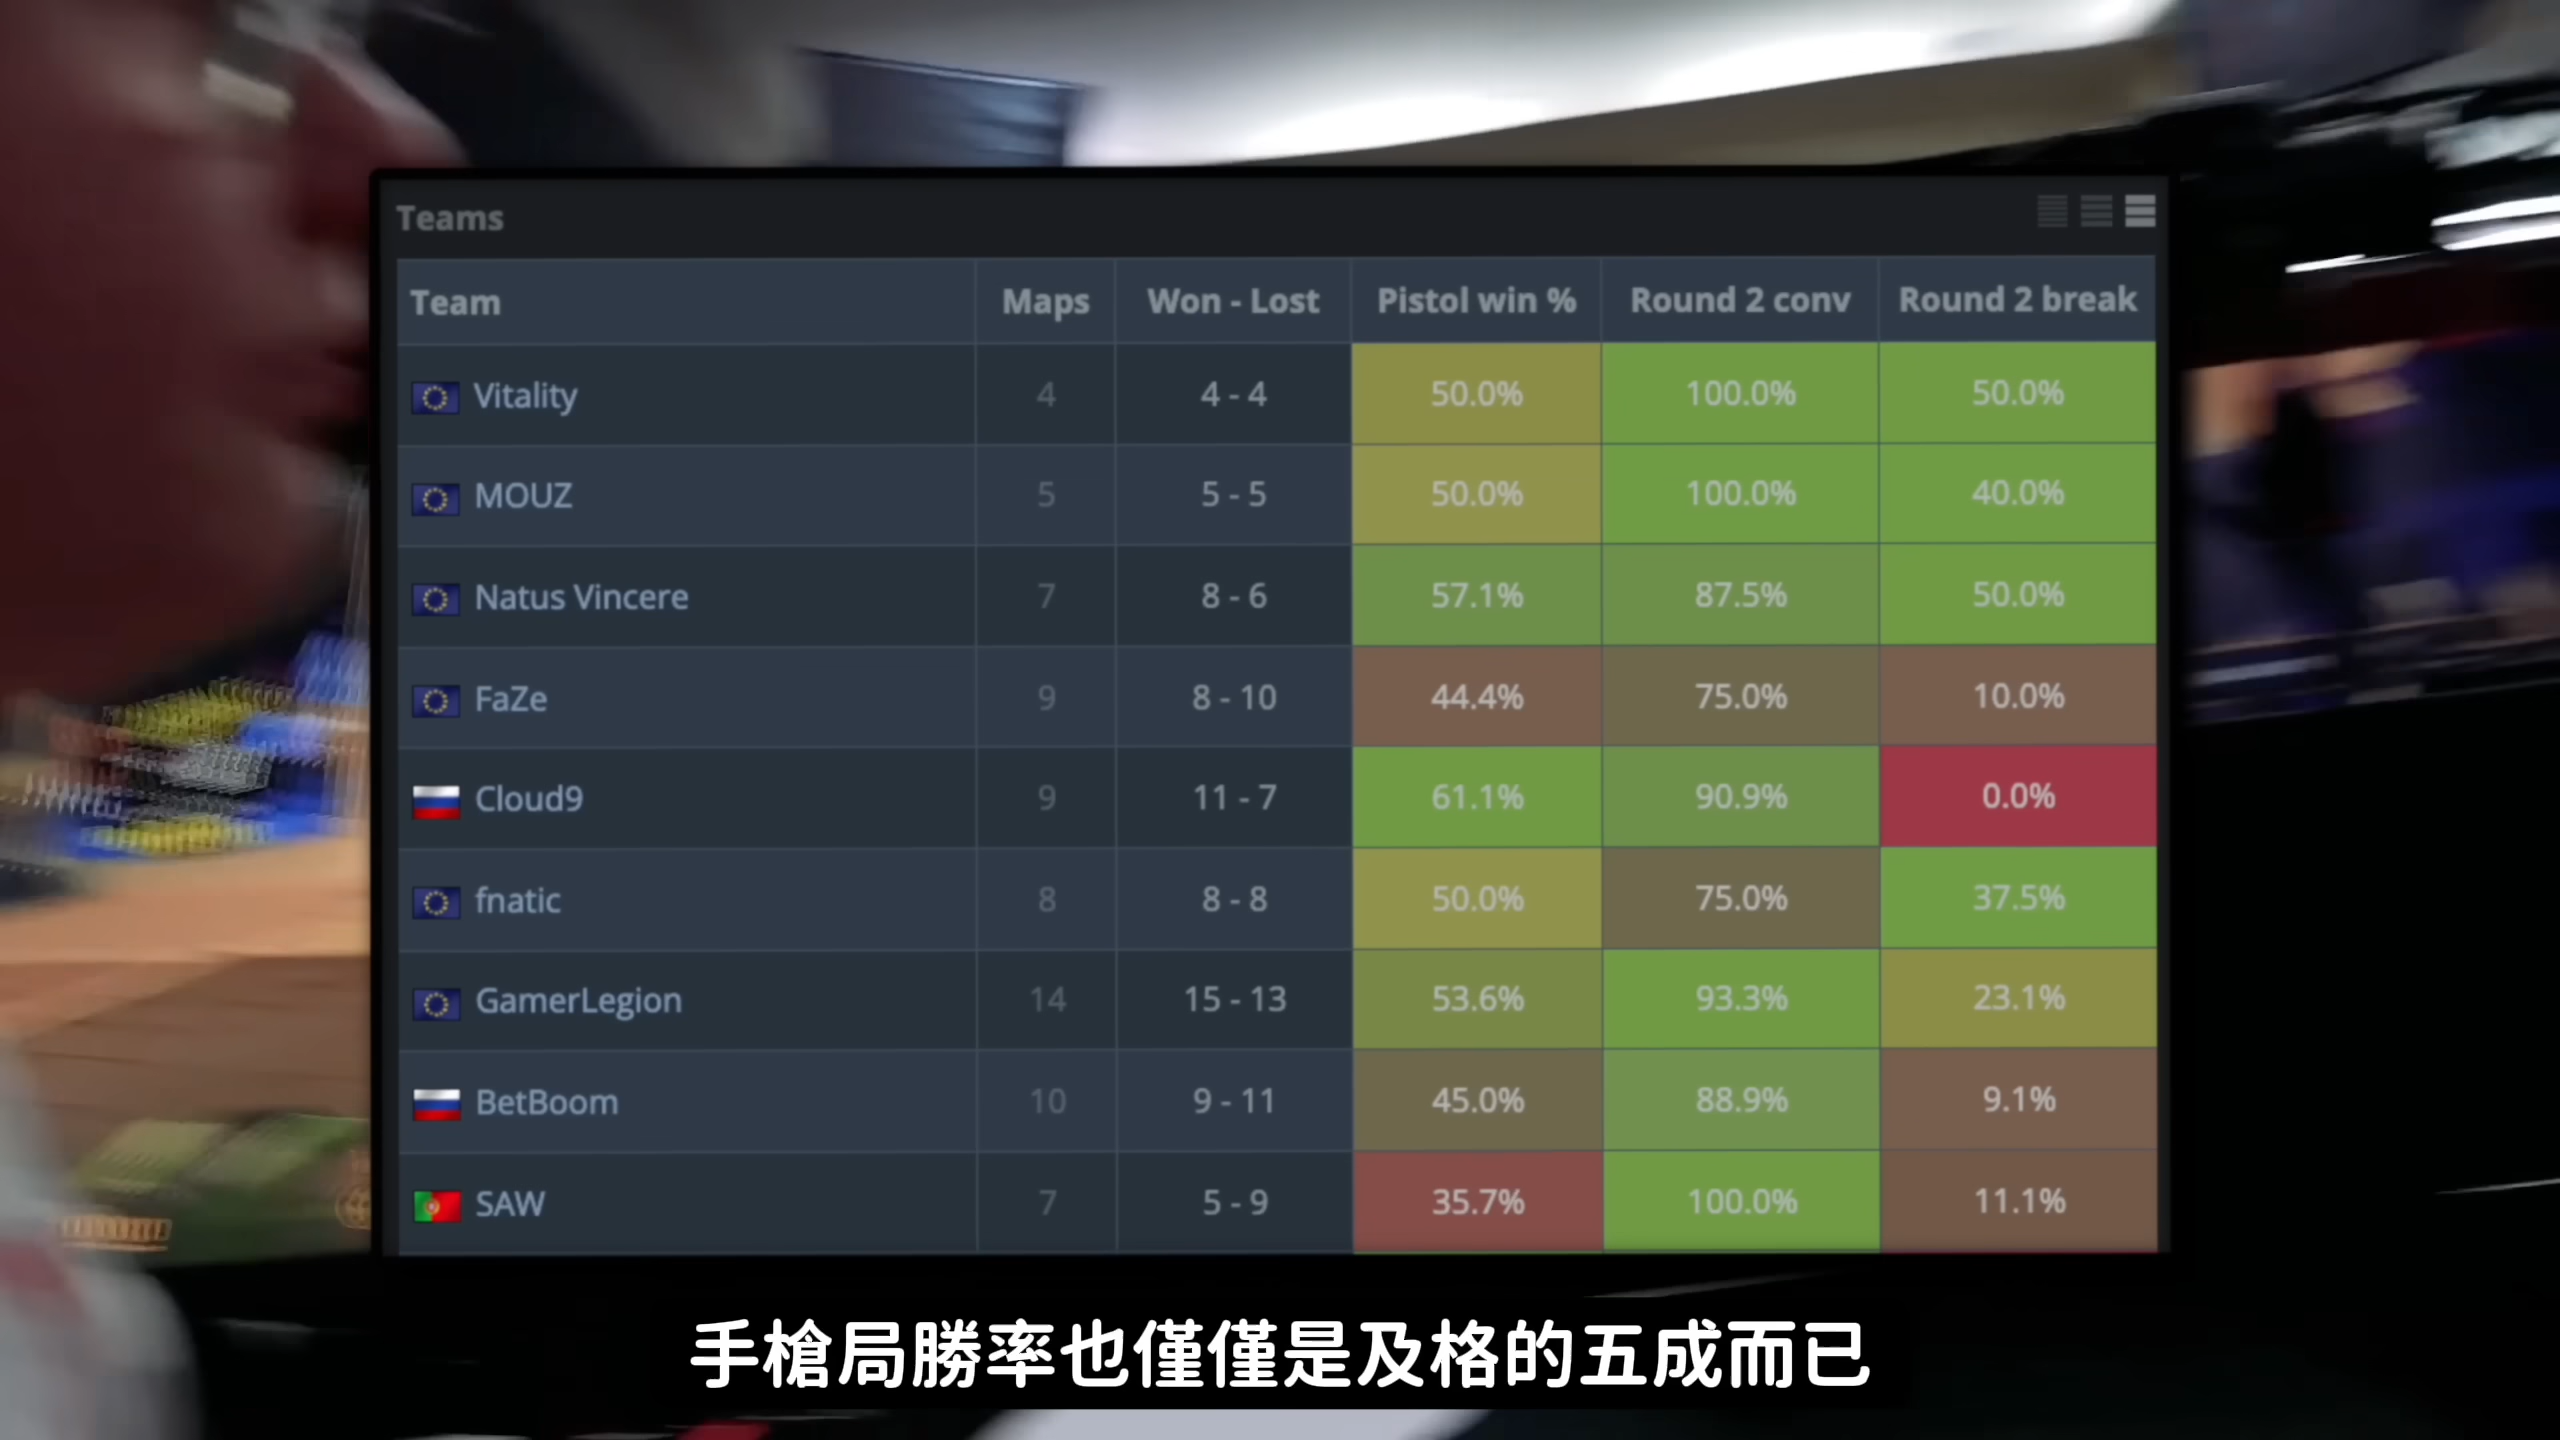 Teams
Team Maps Won - Lost Pistol win % Round 2 conv Round 2 break
Vitality 4 4 - 4 50.0% 100.0% 50.0%
MOUZ 5 5 - 5 50.0% 100.0% 40.0%
Natus Vincere 7 8 - 6 57.1% 87.5% 50.0%
FaZe 9 8 - 10 44.4% 75.0% 10.0%
Cloud9 9 11 - 7 61.1% 90.9% 0.0%
fnatic 8 8 - 8 50.0% 75.0% 37.5%
GamerLegion 14 15 - 13 53.6% 93.3% 23.1%
BetBoom 10 9 - 11 45.0% 88.9% 9.1%
SAW 7 5 - 9 35.7% 100.0% 11.1%
手槍局勝率也僅僅是及格的五成而已